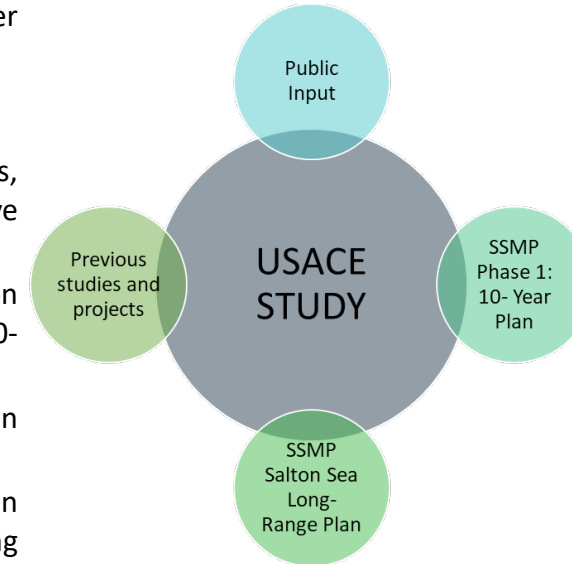 er
s,
ve
n
0-
n
n
ng
Public
Input
Previous
studies and
projects
USACE
STUDY
SSMP
Phase 1:
10- Year
Plan
SSMP
Salton Sea
Long-
Range Plan